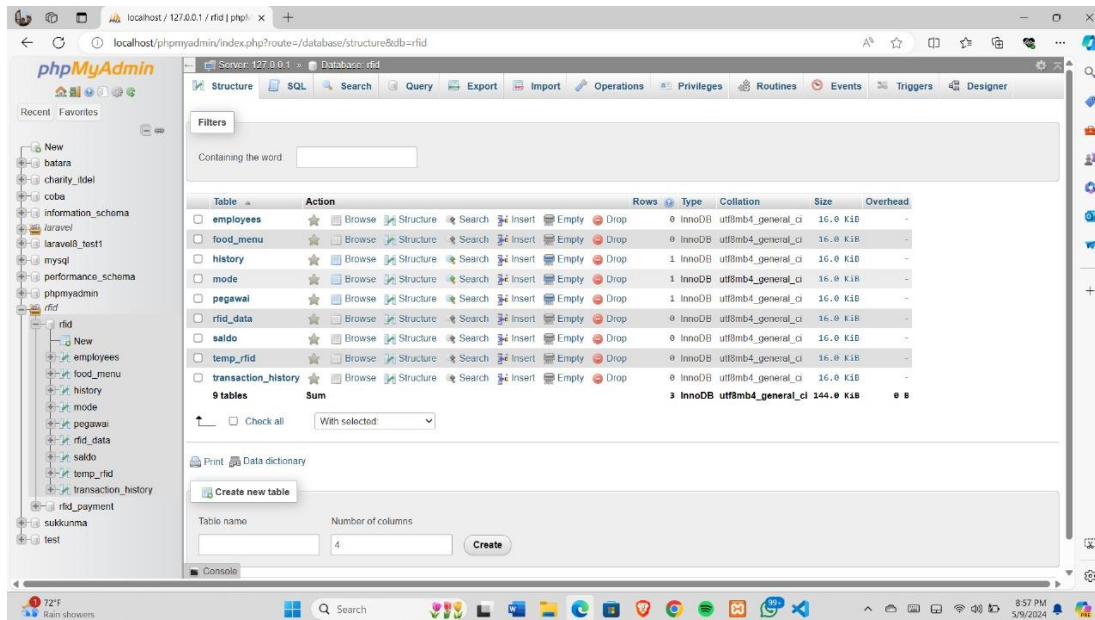 localhost / 127.0.0.1 / rfid | phpM
localhost/phpmyadmin/index.php?route=/database/structure&db=rfid
phpMyAdmin
Recent Favorites
New
batara
charity_itdel
coba
information_schema
laravel
laravel8_test1
mysql
performance_schema
phpmyadmin
rfid
rfid
New
employees
food_menu
history
mode
pegawai
rfid_data
saldo
temp_rfid
transaction_history
rfid_payment
sukkunma
test
Server: 127.0.0.1 » Database: rfid
Structure SQL Search Query Export Import Operations Privileges Routines Events Triggers Designer
Filters
Containing the word:
Table Action Rows Type Collation Size Overhead
employees Browse Structure Search Insert Empty Drop 0 InnoDB utf8mb4_general_ci 16.0 KiB -
food_menu Browse Structure Search Insert Empty Drop 0 InnoDB utf8mb4_general_ci 16.0 KiB -
history Browse Structure Search Insert Empty Drop 1 InnoDB utf8mb4_general_ci 16.0 KiB -
mode Browse Structure Search Insert Empty Drop 1 InnoDB utf8mb4_general_ci 16.0 KiB -
pegawai Browse Structure Search Insert Empty Drop 1 InnoDB utf8mb4_general_ci 16.0 KiB -
rfid_data Browse Structure Search Insert Empty Drop 0 InnoDB utf8mb4_general_ci 16.0 KiB -
saldo Browse Structure Search Insert Empty Drop 0 InnoDB utf8mb4_general_ci 16.0 KiB -
temp_rfid Browse Structure Search Insert Empty Drop 0 InnoDB utf8mb4_general_ci 16.0 KiB -
transaction_history Browse Structure Search Insert Empty Drop 0 InnoDB utf8mb4_general_ci 16.0 KiB -
9 tables Sum 3 InnoDB utf8mb4_general_ci 144.0 KiB 0 B
Check all With selected:
Print Data dictionary
Create new table
Table name Number of columns
4 Create
Console
1 72°F
Rain showers
Search
99+
8:57 PM
5/9/2024
PRE